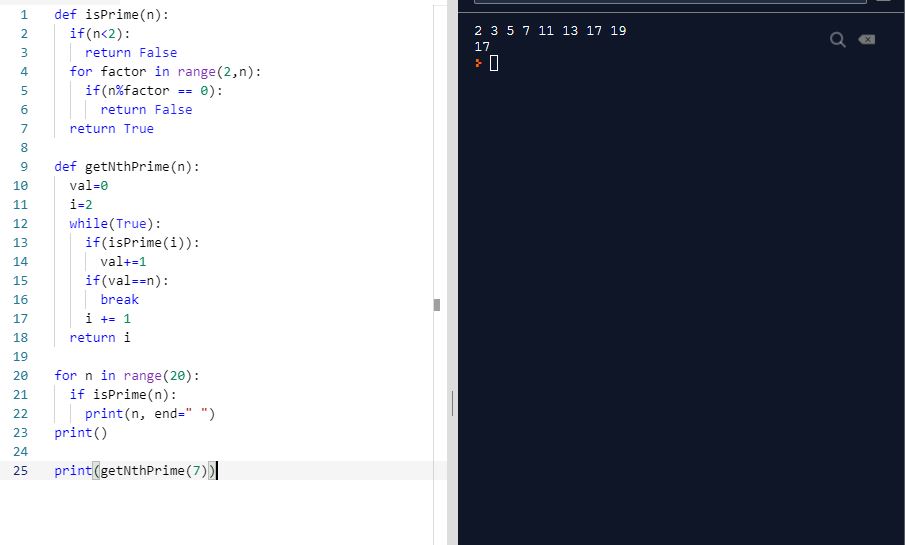 1 def isPrime(n):
2 if(n<2):
3 return False
4 for factor in range(2,n):
5 if(n%factor == 0):
6 return False
7 return True
8
9 def getNthPrime(n):
10 val=0
11 i=2
12 while(True):
13 if(isPrime(i)):
14 val+=1
15 if(val==n):
16 break
17 i += 1
18 return i
19
20 for n in range(20):
21 if isPrime(n):
22 print(n, end=" ")
23 print()
24
25 print(getNthPrime(7))
2 3 5 7 11 13 17 19
17